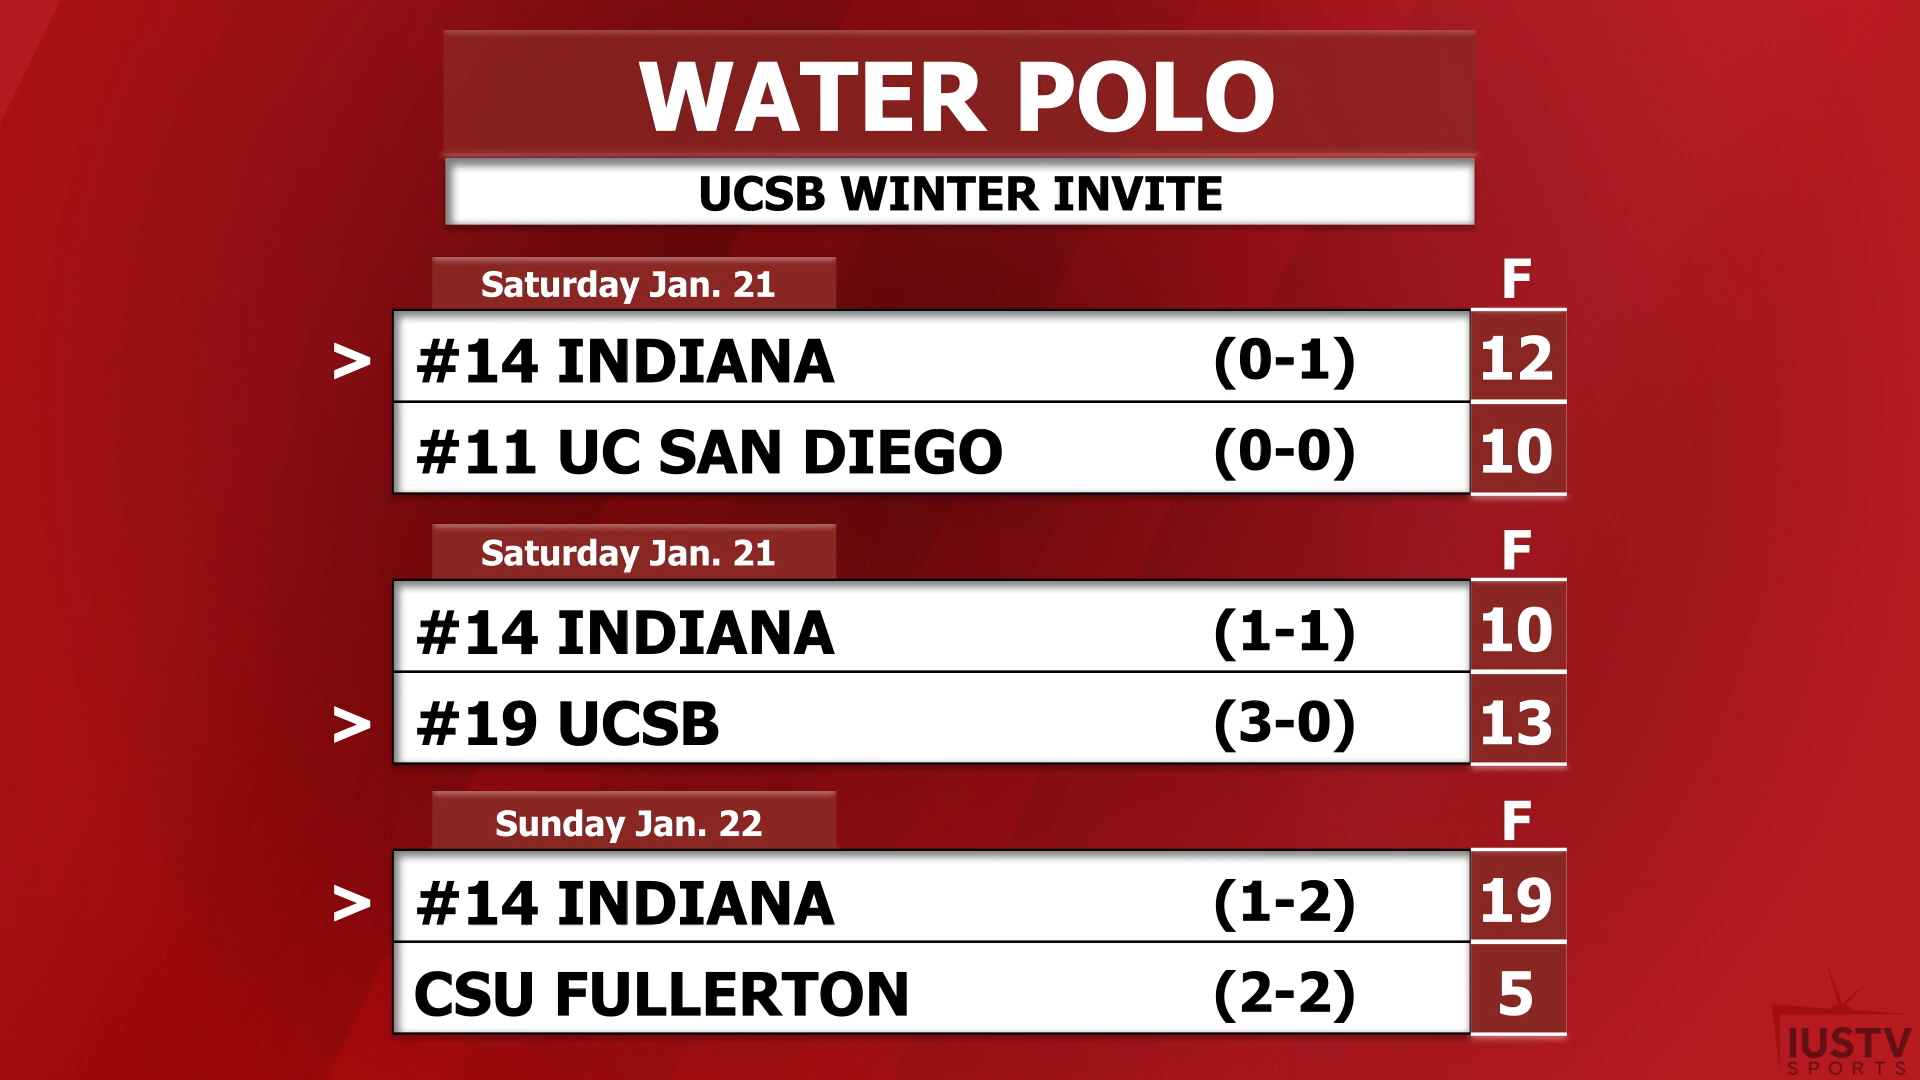 WATER POLO
UCSB WINTER INVITE
Saturday Jan. 21 F
> #14 INDIANA (0-1) 12
#11 UC SAN DIEGO (0-0) 10
Saturday Jan. 21 F
#14 INDIANA (1-1) 10
> #19 UCSB (3-0) 13
Sunday Jan. 22 F
> #14 INDIANA (1-2) 19
CSU FULLERTON (2-2) 5
IUSTV
SPORTS